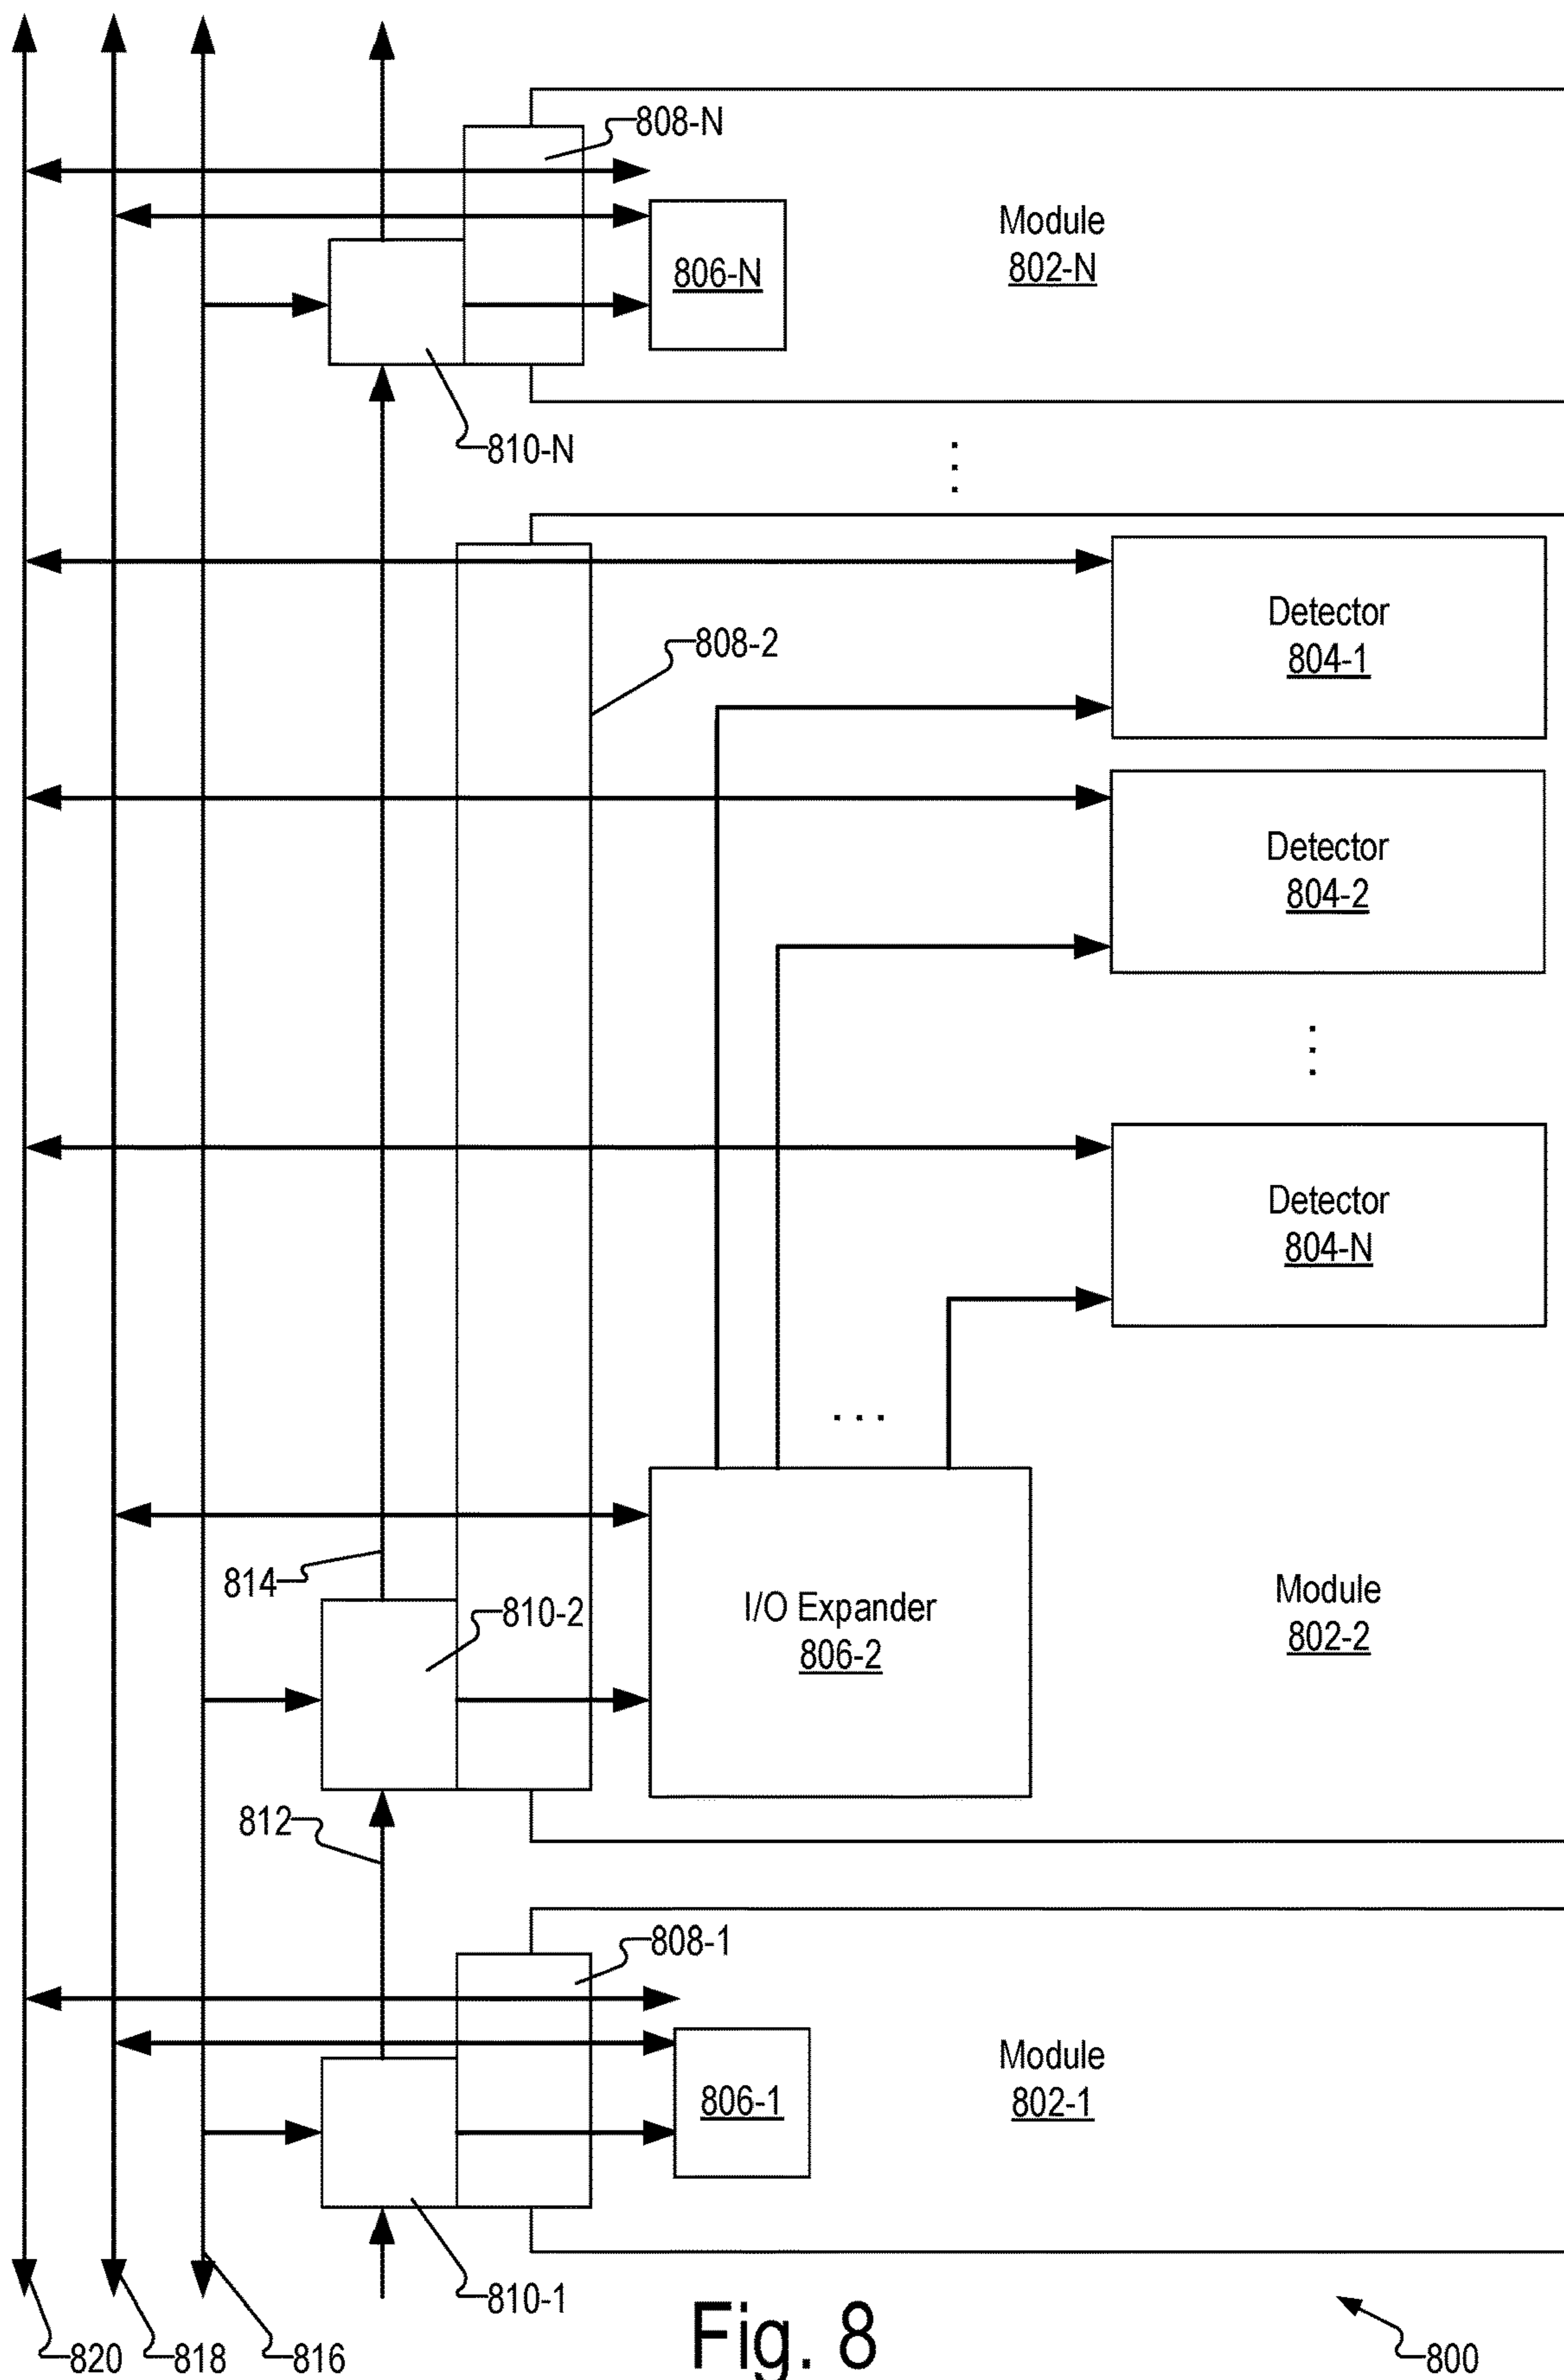 808-N
Module
802-N
806-N
810-N
⋮
Detector
804-1
808-2
Detector
804-2
⋮
Detector
804-N
...
814
810-2
I/O Expander
806-2
Module
802-2
812
808-1
Module
802-1
806-1
810-1
820
818
816
Fig. 8
800